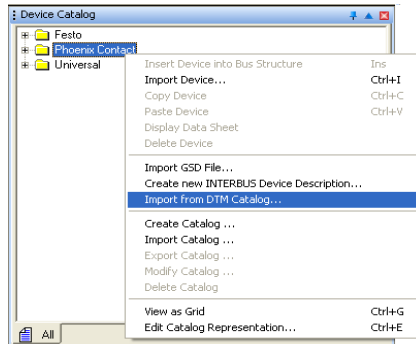 Device Catalog
Festo
Phoenix Contact
Universal
Insert Device into Bus Structure Ins
Import Device... Ctrl+I
Copy Device Ctrl+C
Paste Device Ctrl+V
Display Data Sheet
Delete Device
Import GSD File...
Create new INTERBUS Device Description...
Import from DTM Catalog...
Create Catalog ...
Import Catalog ...
Export Catalog ...
Modify Catalog ...
Delete Catalog
View as Grid Ctrl+G
Edit Catalog Representation... Ctrl+E
All